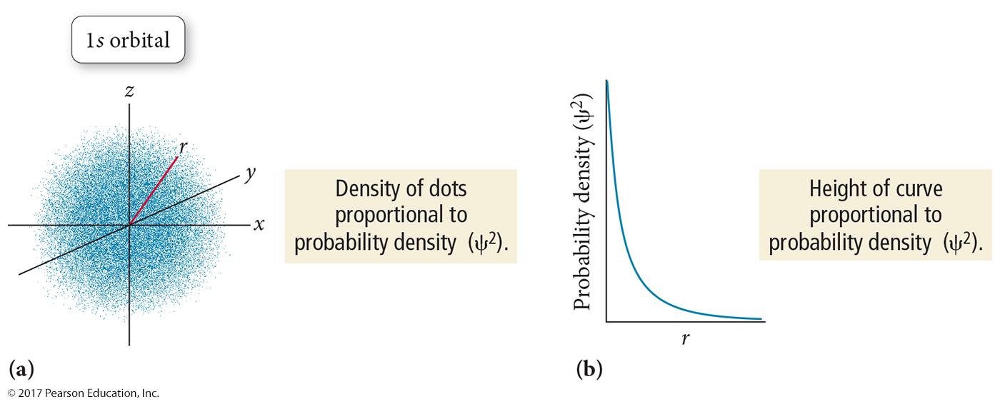 1s orbital
z
r
y
x
Density of dots
proportional to
probability density (ψ²).
(a)
Probability density (ψ²)
r
Height of curve
proportional to
probability density (ψ²).
(b)
© 2017 Pearson Education, Inc.